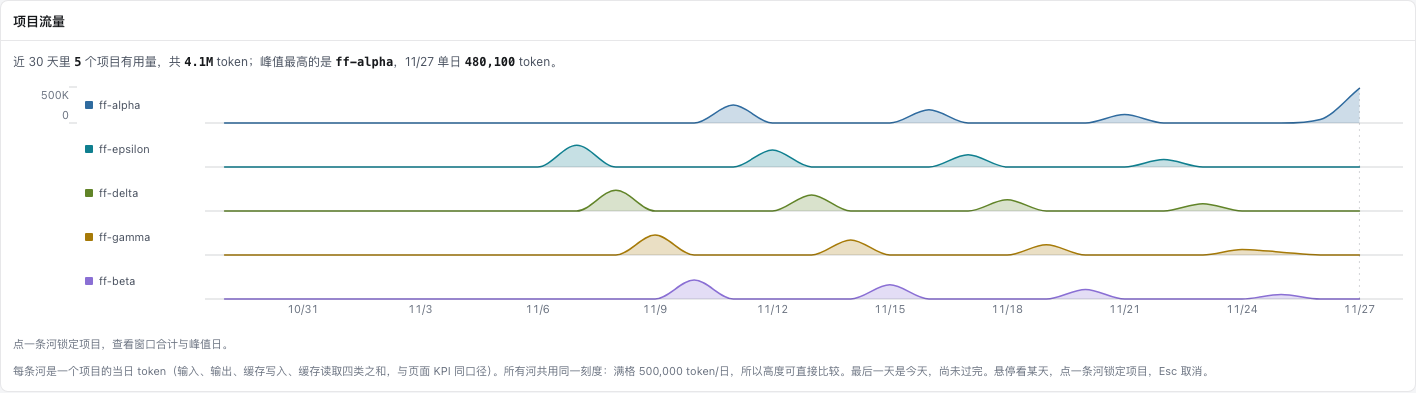 项目流量
近 30 天里 5 个项目有用量，共 4.1M token；峰值最高的是 ff-alpha，11/27 单日 480,100 token。
500K
0
ff-alpha
ff-epsilon
ff-delta
ff-gamma
ff-beta
10/31 11/3 11/6 11/9 11/12 11/15 11/18 11/21 11/24 11/27
点一条河锁定项目，查看窗口合计与峰值日。
每条河是一个项目的当日 token（输入、输出、缓存写入、缓存读取四类之和，与页面 KPI 同口径）。所有河共用同一刻度：满格 500,000 token/日，所以高度可直接比较。最后一天是今天，尚未过完。悬停看某天，点一条河锁定项目，Esc 取消。